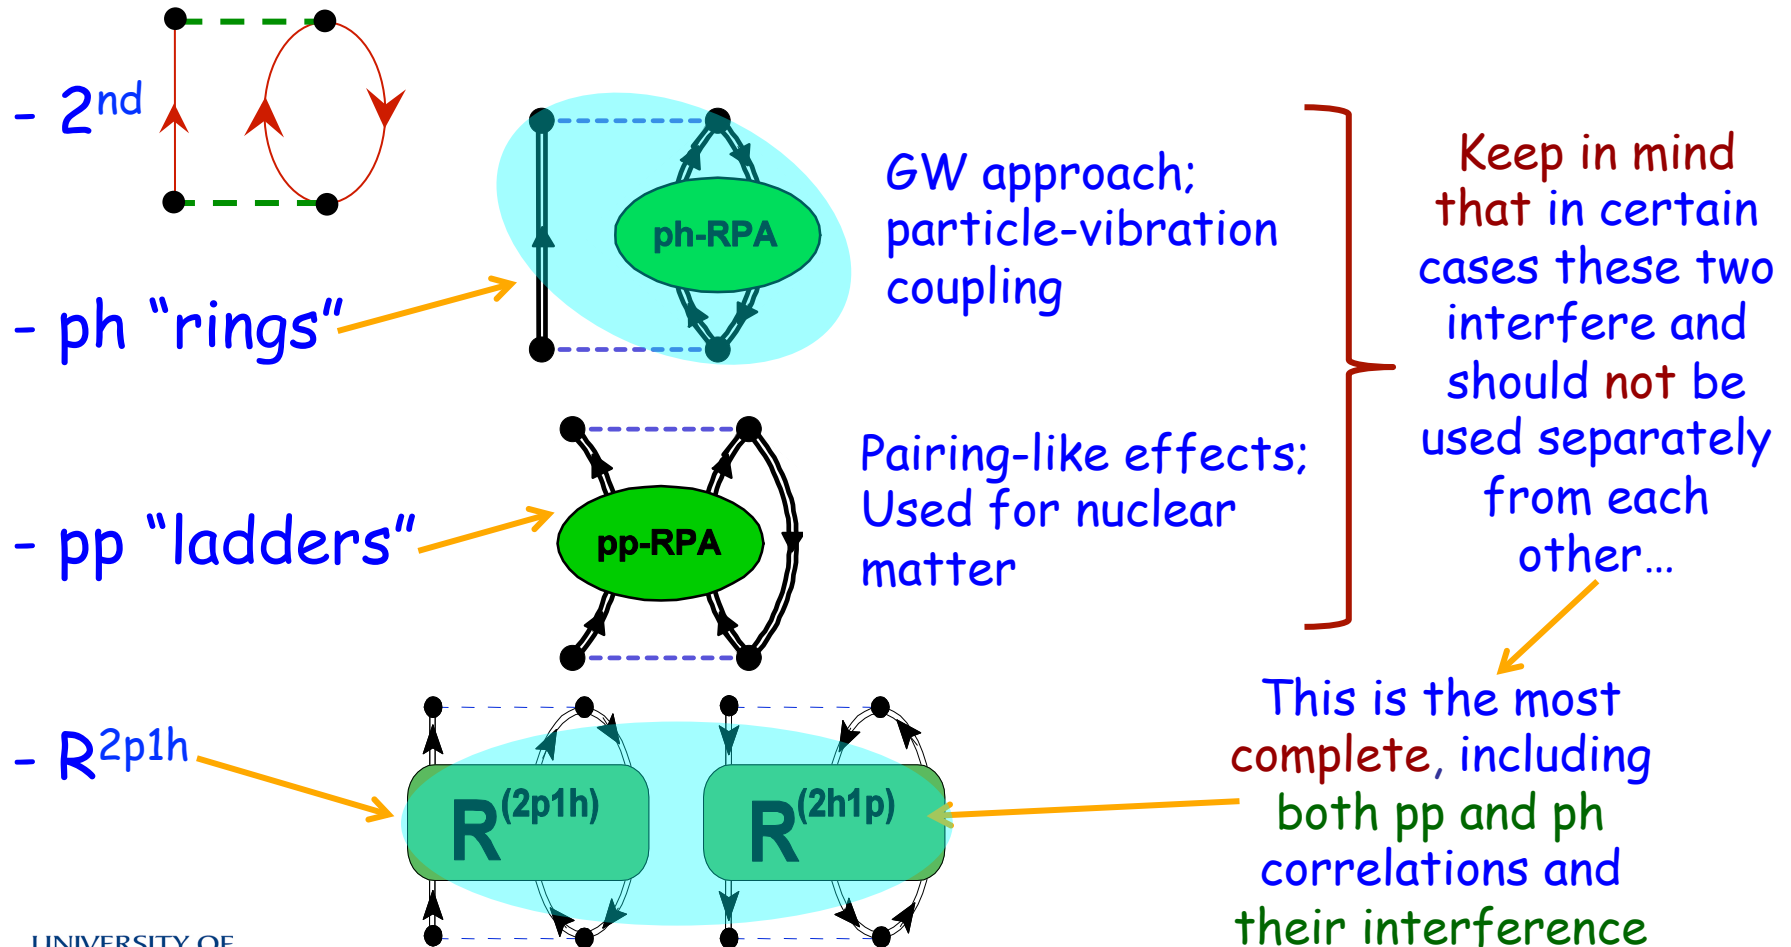 - 2nd
- ph “rings”
ph-RPA
GW approach;
particle-vibration
coupling
- pp “ladders”
pp-RPA
Pairing-like effects;
Used for nuclear
matter
Keep in mind
that in certain
cases these two
interfere and
should not be
used separately
from each
other…
- R2p1h
R(2p1h)
R(2h1p)
This is the most
complete, including
both pp and ph
correlations and
their interference
UNIVERSITY OF